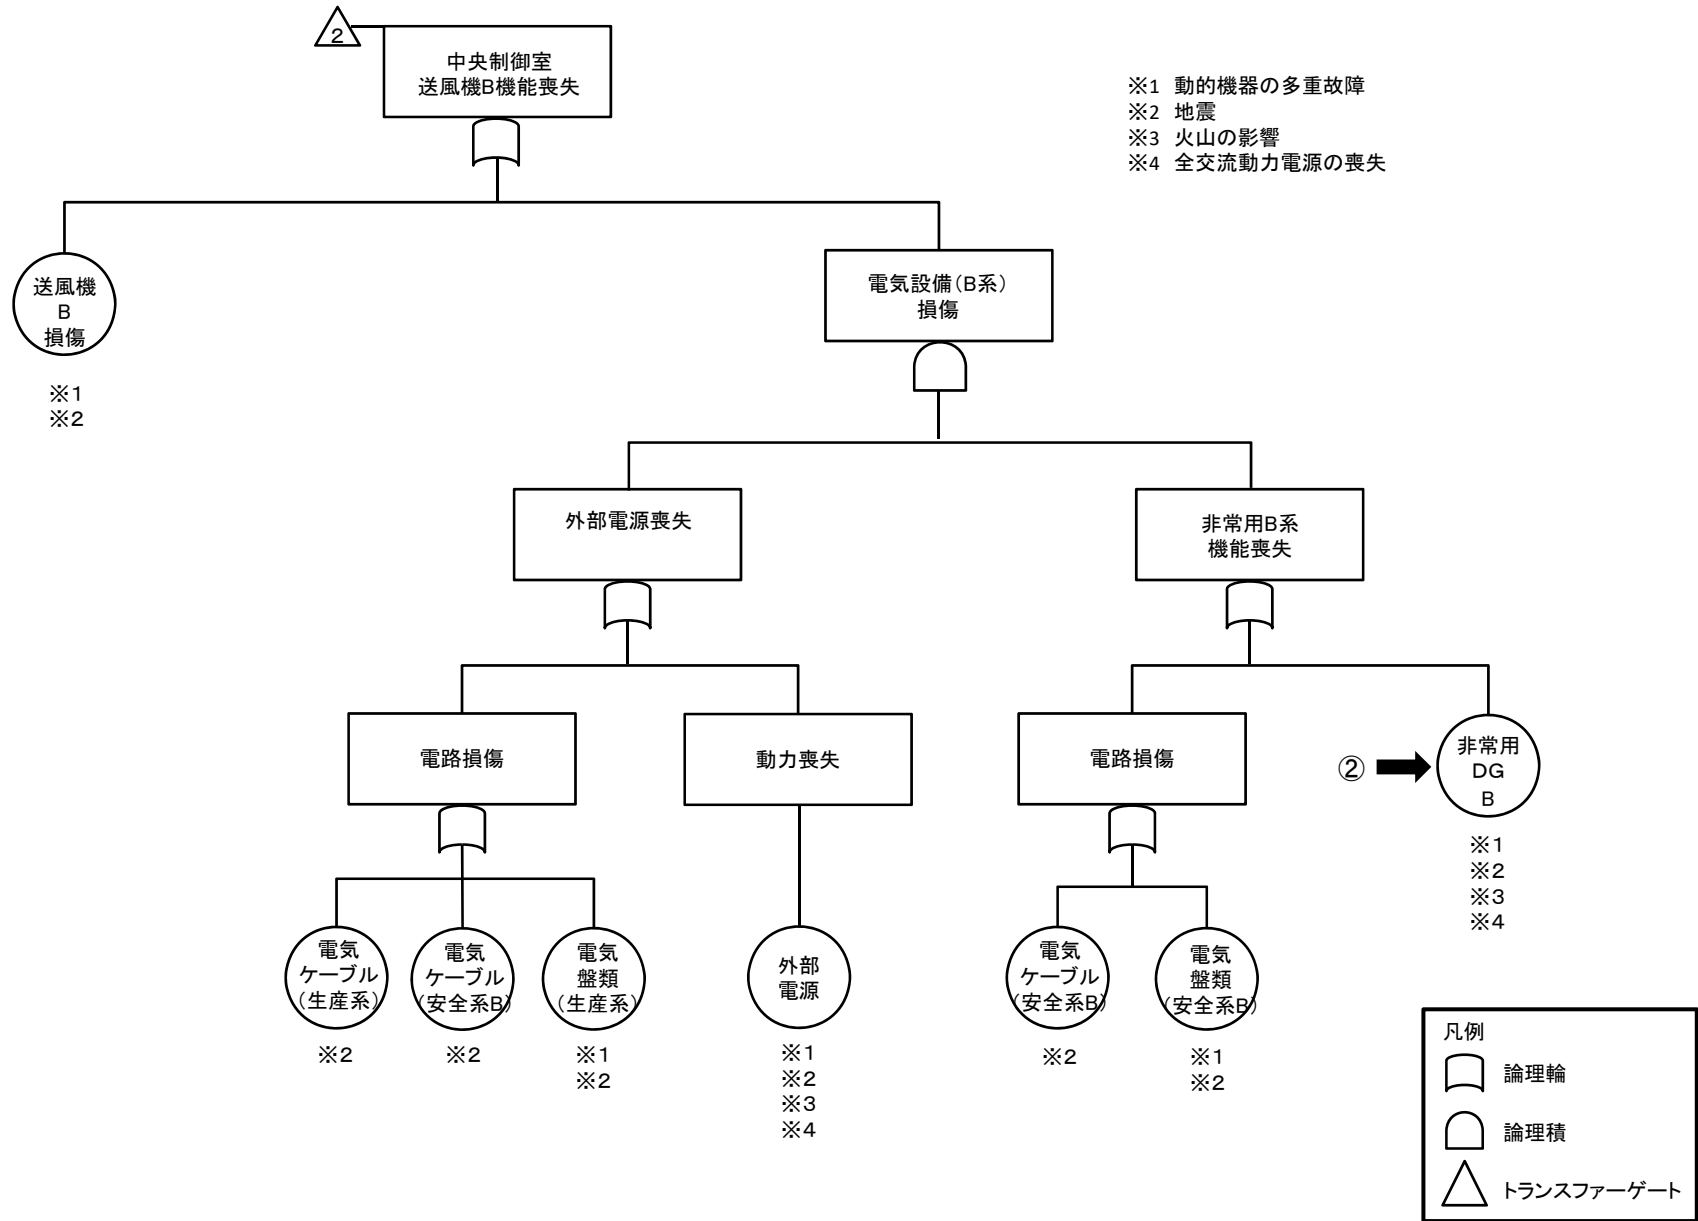 2
中央制御室
送風機B機能喪失
※1 動的機器の多重故障
※2 地震
※3 火山の影響
※4 全交流動力電源の喪失
送風機
B
損傷
※1
※2
電気設備(B系)
損傷
外部電源喪失
非常用B系
機能喪失
電路損傷
動力喪失
電路損傷
②
非常用
DG
B
※1
※2
※3
※4
電気
ケーブル
(生産系)
※2
電気
ケーブル
(安全系B)
※2
電気
盤類
(生産系)
※1
※2
外部
電源
※1
※2
※3
※4
電気
ケーブル
(安全系B)
※2
電気
盤類
(安全系B)
※1
※2
凡例
論理輪
論理積
トランスファーゲート